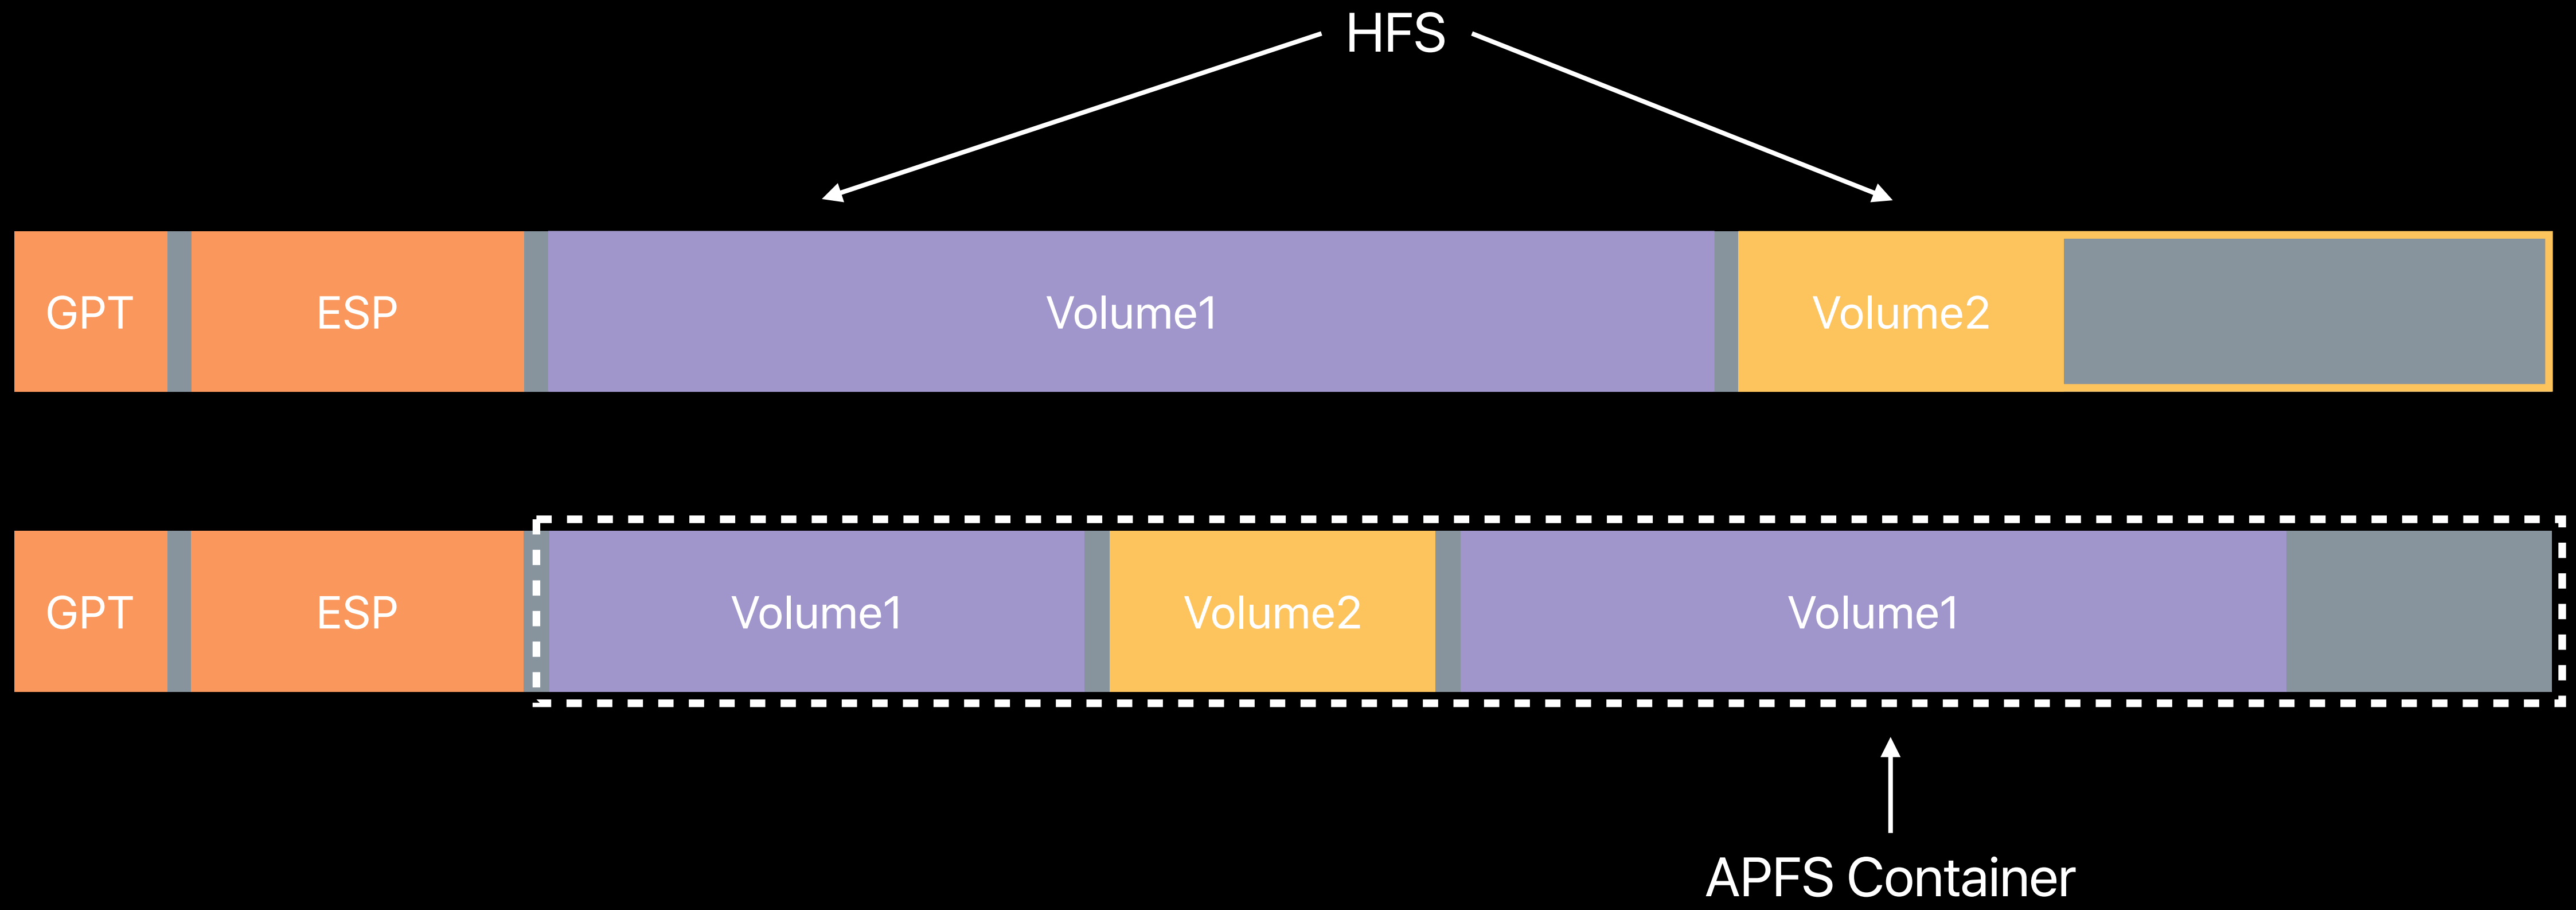 HFS
GPT
ESP
Volume1
Volume2
GPT
ESP
Volume1
Volume2
Volume1
APFS Container